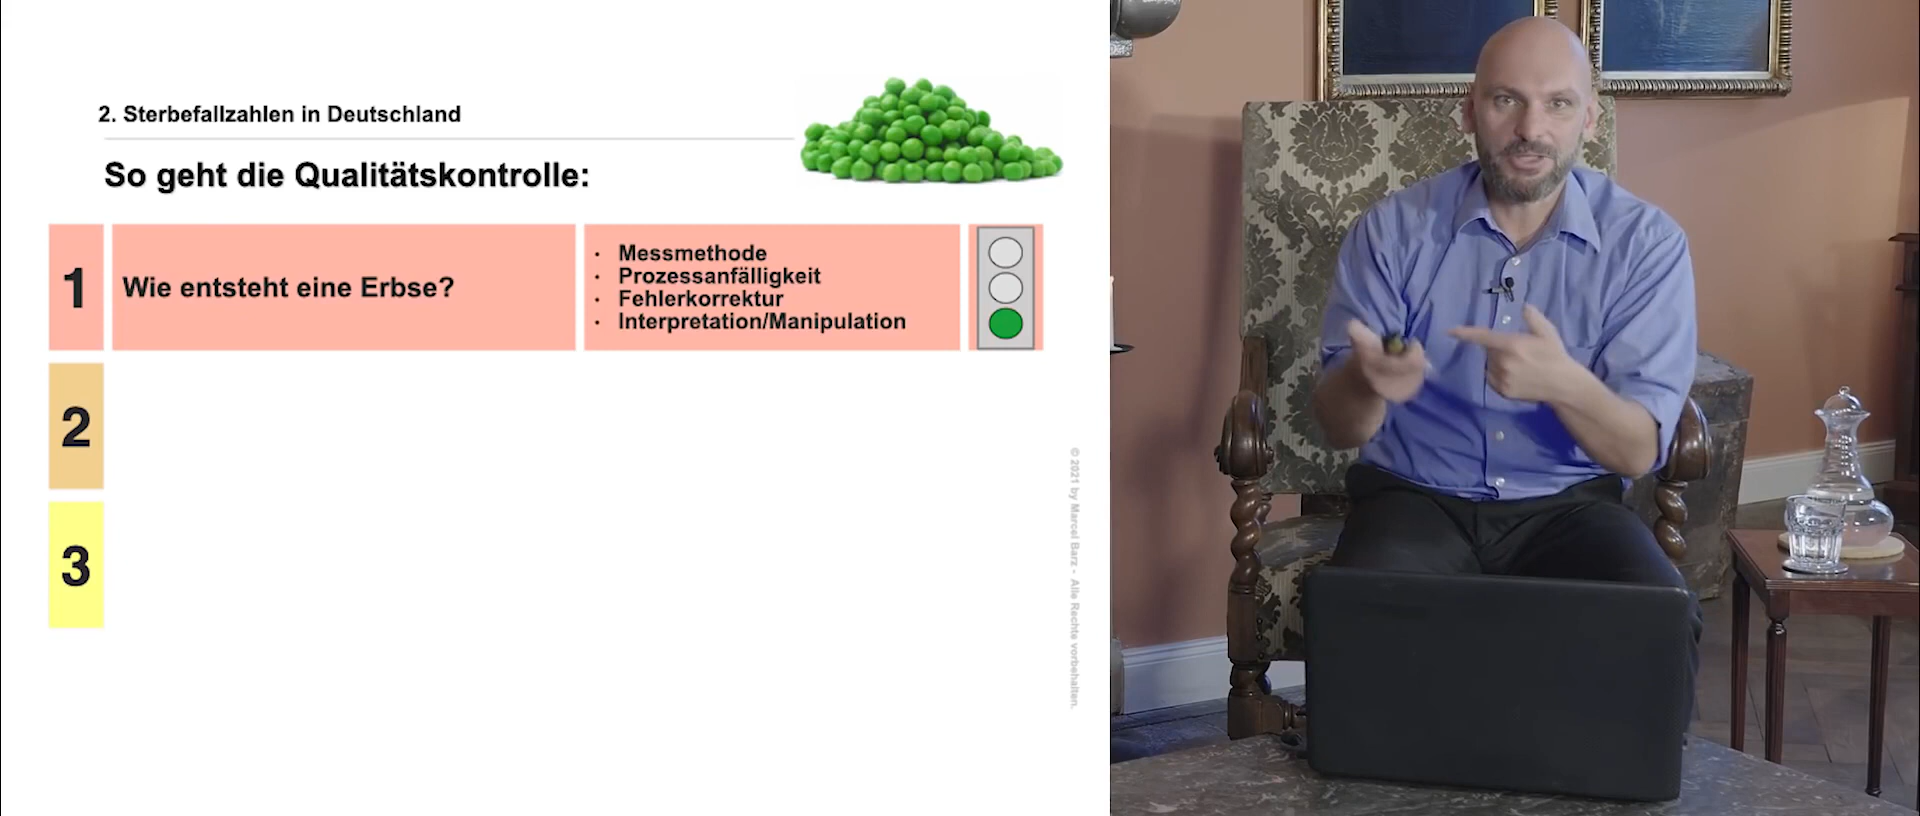 2. Sterbefallzahlen in Deutschland
So geht die Qualitätskontrolle:
1
Wie entsteht eine Erbse?
· Messmethode
· Prozessanfälligkeit
· Fehlerkorrektur
· Interpretation/Manipulation
2
3
© 2021 by Marcel Barz - Alle Rechte vorbehalten.